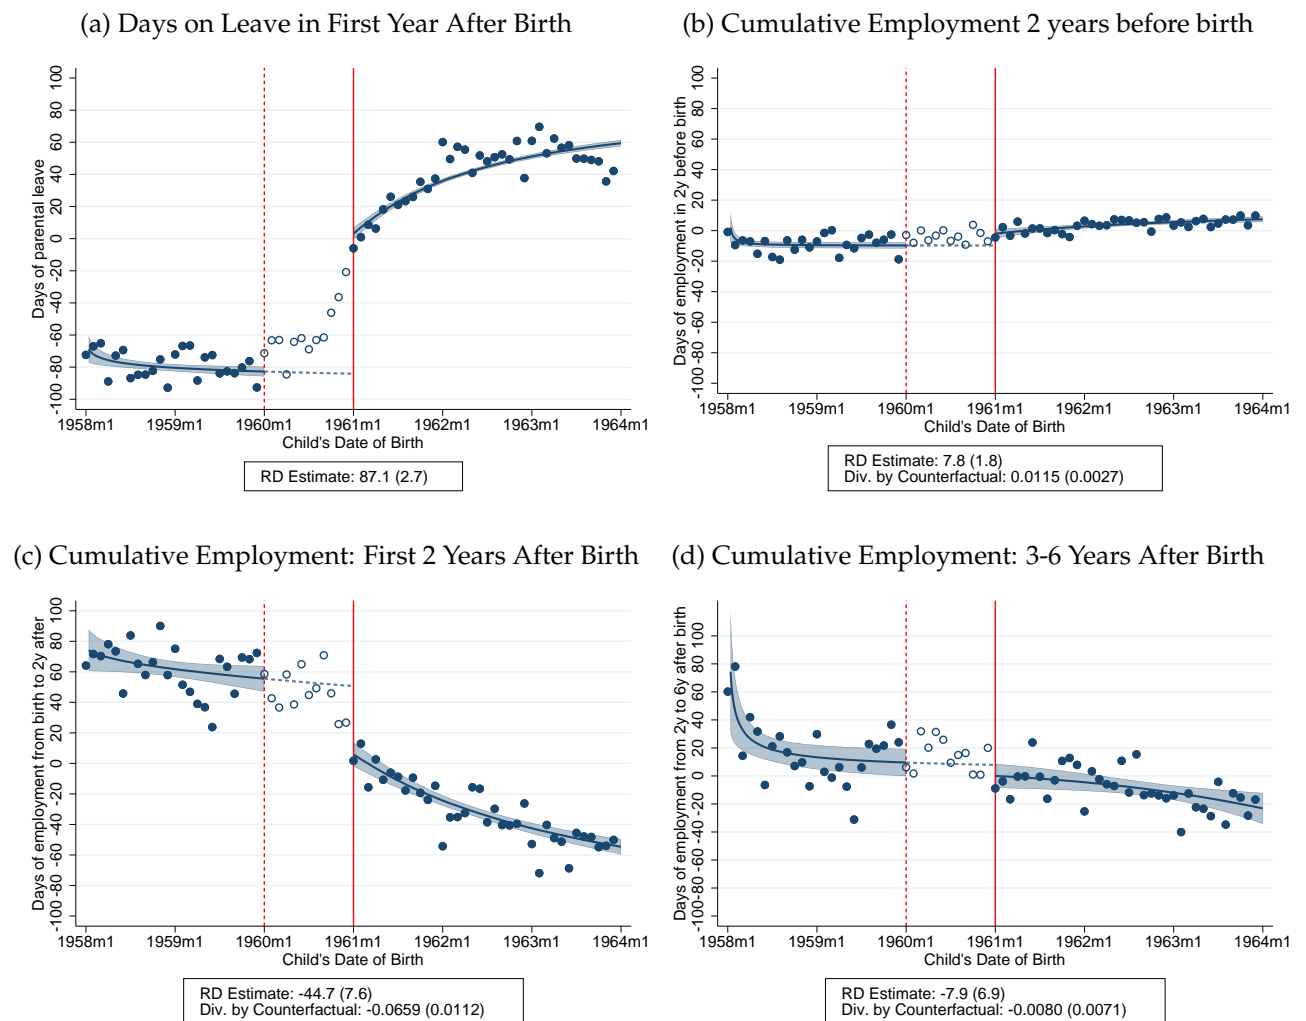 (a) Days on Leave in First Year After Birth
Days of parental leave
100
80
60
40
20
0
-20
-40
-60
-80
-100
1958m1 1959m1 1960m1 1961m1 1962m1 1963m1 1964m1
Child's Date of Birth
RD Estimate: 87.1 (2.7)
(b) Cumulative Employment 2 years before birth
Days of employment in 2y before birth
100
80
60
40
20
0
-20
-40
-60
-80
-100
1958m1 1959m1 1960m1 1961m1 1962m1 1963m1 1964m1
Child's Date of Birth
RD Estimate: 7.8 (1.8)
Div. by Counterfactual: 0.0115 (0.0027)
(c) Cumulative Employment: First 2 Years After Birth
Days of employment from birth to 2y after
100
80
60
40
20
0
-20
-40
-60
-80
-100
1958m1 1959m1 1960m1 1961m1 1962m1 1963m1 1964m1
Child's Date of Birth
RD Estimate: -44.7 (7.6)
Div. by Counterfactual: -0.0659 (0.0112)
(d) Cumulative Employment: 3-6 Years After Birth
Days of employment from 2y to 6y after birth
100
80
60
40
20
0
-20
-40
-60
-80
-100
1958m1 1959m1 1960m1 1961m1 1962m1 1963m1 1964m1
Child's Date of Birth
RD Estimate: -7.9 (6.9)
Div. by Counterfactual: -0.0080 (0.0071)